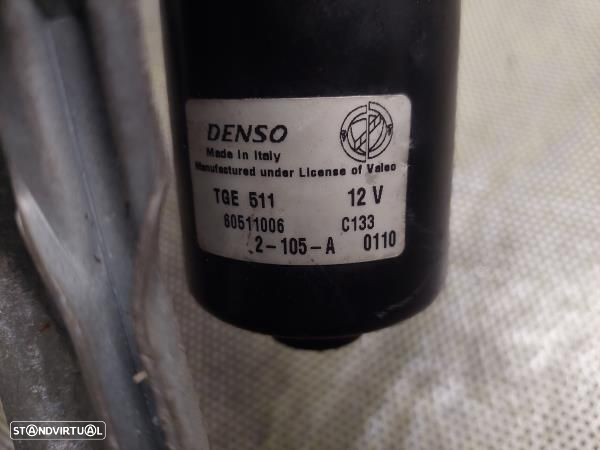 DENSO
Made in Italy
Manufactured under License of Valeo
TGE 511 12 V
60511006 C133
2-105-A 0110
STANDVIRTUAL